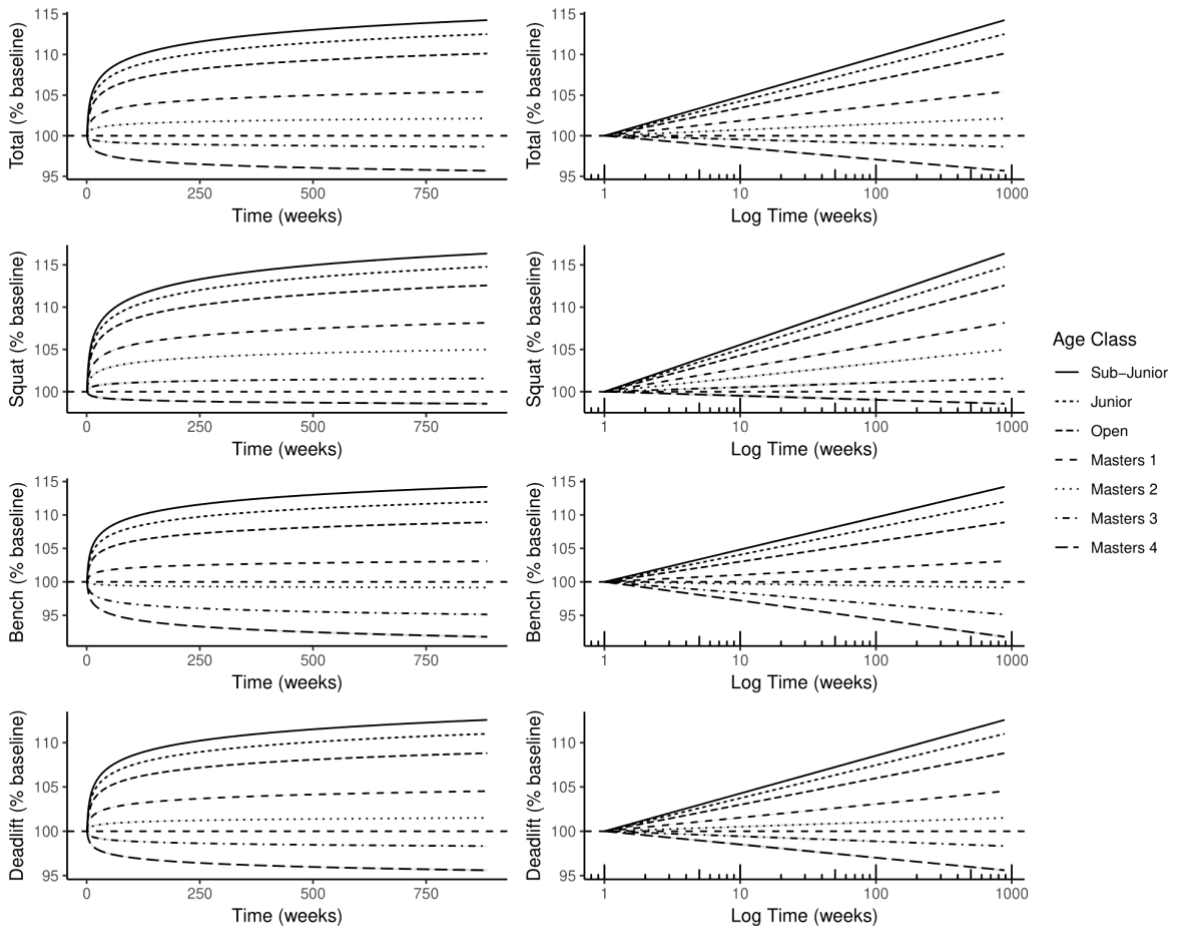 Total (% baseline)
115
110
105
100
95
0
250
500
750
Time (weeks)
Total (% baseline)
115
110
105
100
95
1
10
100
1000
Log Time (weeks)
Squat (% baseline)
115
110
105
100
0
250
500
750
Time (weeks)
Squat (% baseline)
115
110
105
100
1
10
100
1000
Log Time (weeks)
Bench (% baseline)
115
110
105
100
95
0
250
500
750
Time (weeks)
Bench (% baseline)
115
110
105
100
95
1
10
100
1000
Log Time (weeks)
Deadlift (% baseline)
110
105
100
95
0
250
500
750
Time (weeks)
Deadlift (% baseline)
110
105
100
95
1
10
100
1000
Log Time (weeks)
Age Class
Sub−Junior
Junior
Open
Masters 1
Masters 2
Masters 3
Masters 4